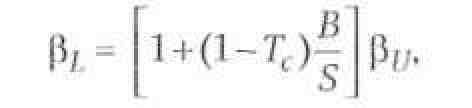 β_L = [1+(1−T_c) B/S] β_U,